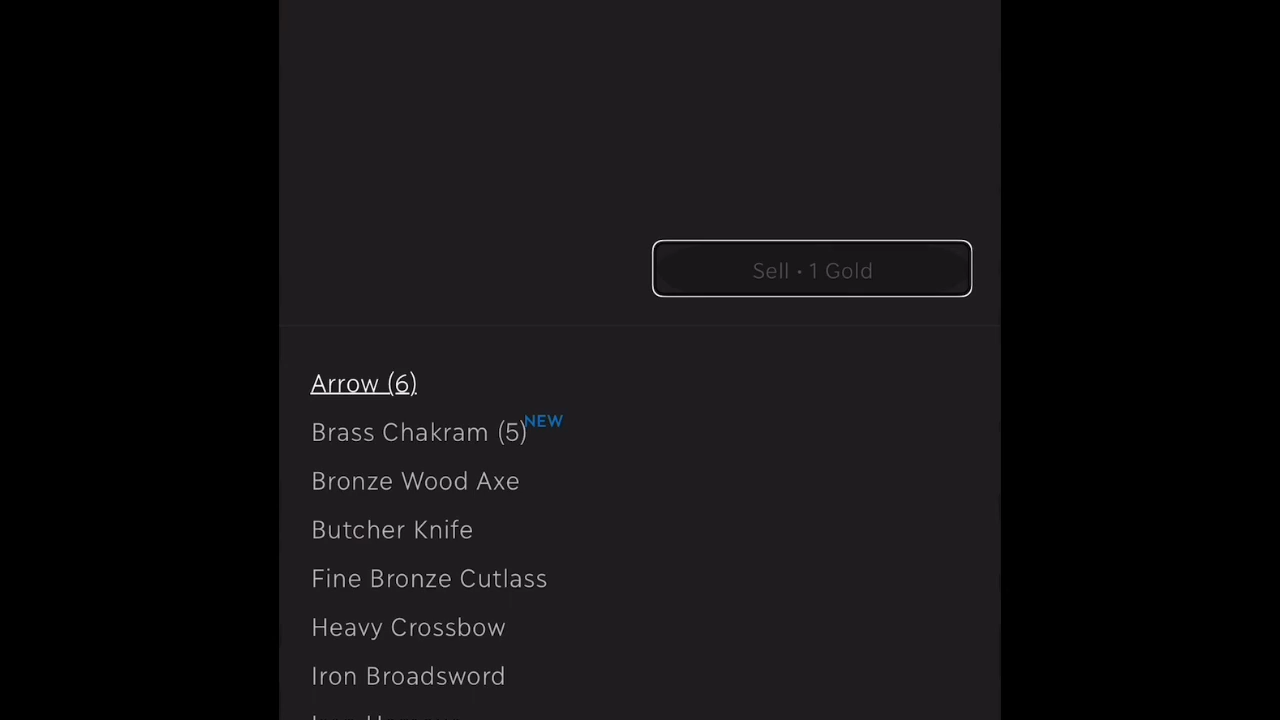 Sell • 1 Gold
Arrow (6)
Brass Chakram (5) NEW
Bronze Wood Axe
Butcher Knife
Fine Bronze Cutlass
Heavy Crossbow
Iron Broadsword